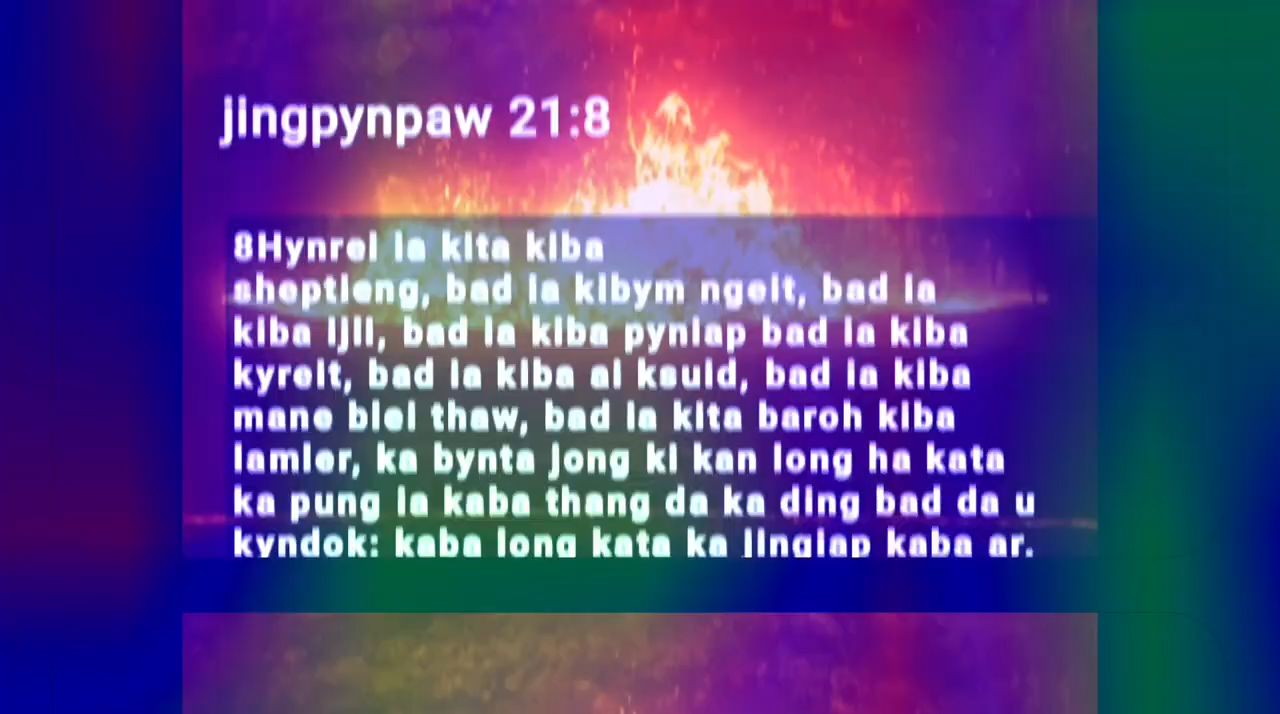 jingpynpaw 21:8
8Hynrei ia kita kiba
sheptieng, bad ia kibym ngeit, bad ia
kiba ijli, bad ia kiba pyniap bad ia kiba
kyreit, bad ia kiba ai ksuid, bad ia kiba
mane blei thaw, bad ia kita baroh kiba
lamler, ka bynta jong ki kan long ha kata
ka pung ia kaba thang da ka ding bad da u
kyndok: kaba long kata ka jingiap kaba ar.